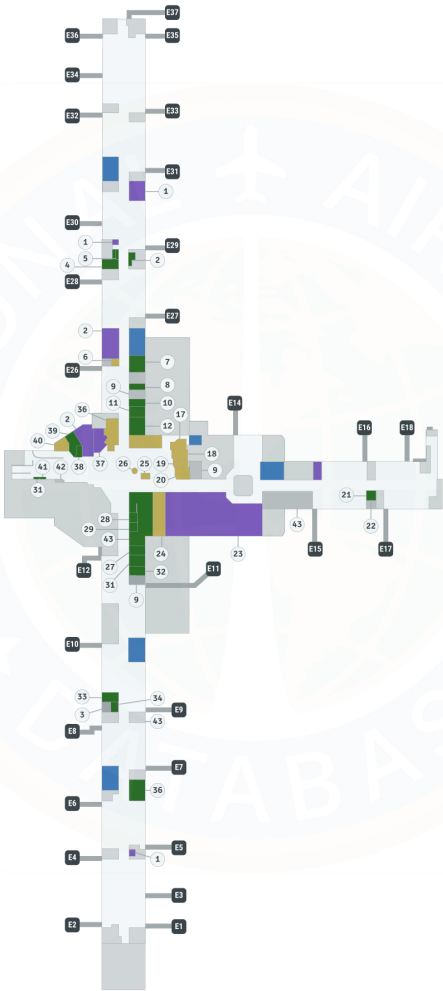 E37
E36 E35
E34
E32 E33
E31
1
E30
1 E29
5
4 2
E28
E27
2
6 7
E26
9 8
11 10
36 17 E14
2 12
39 18 E16 E18
40 19
38 37 26 25 9
41 42 20
31 21
28 43 22
29
43 23 E15 E17
27 24
E12 32
31 E11
9
E10
33 34
3 E9
E8 43
E7
E6 36
E5
E4 1
E3
E2 E1
ONAL AIR
DATABAS